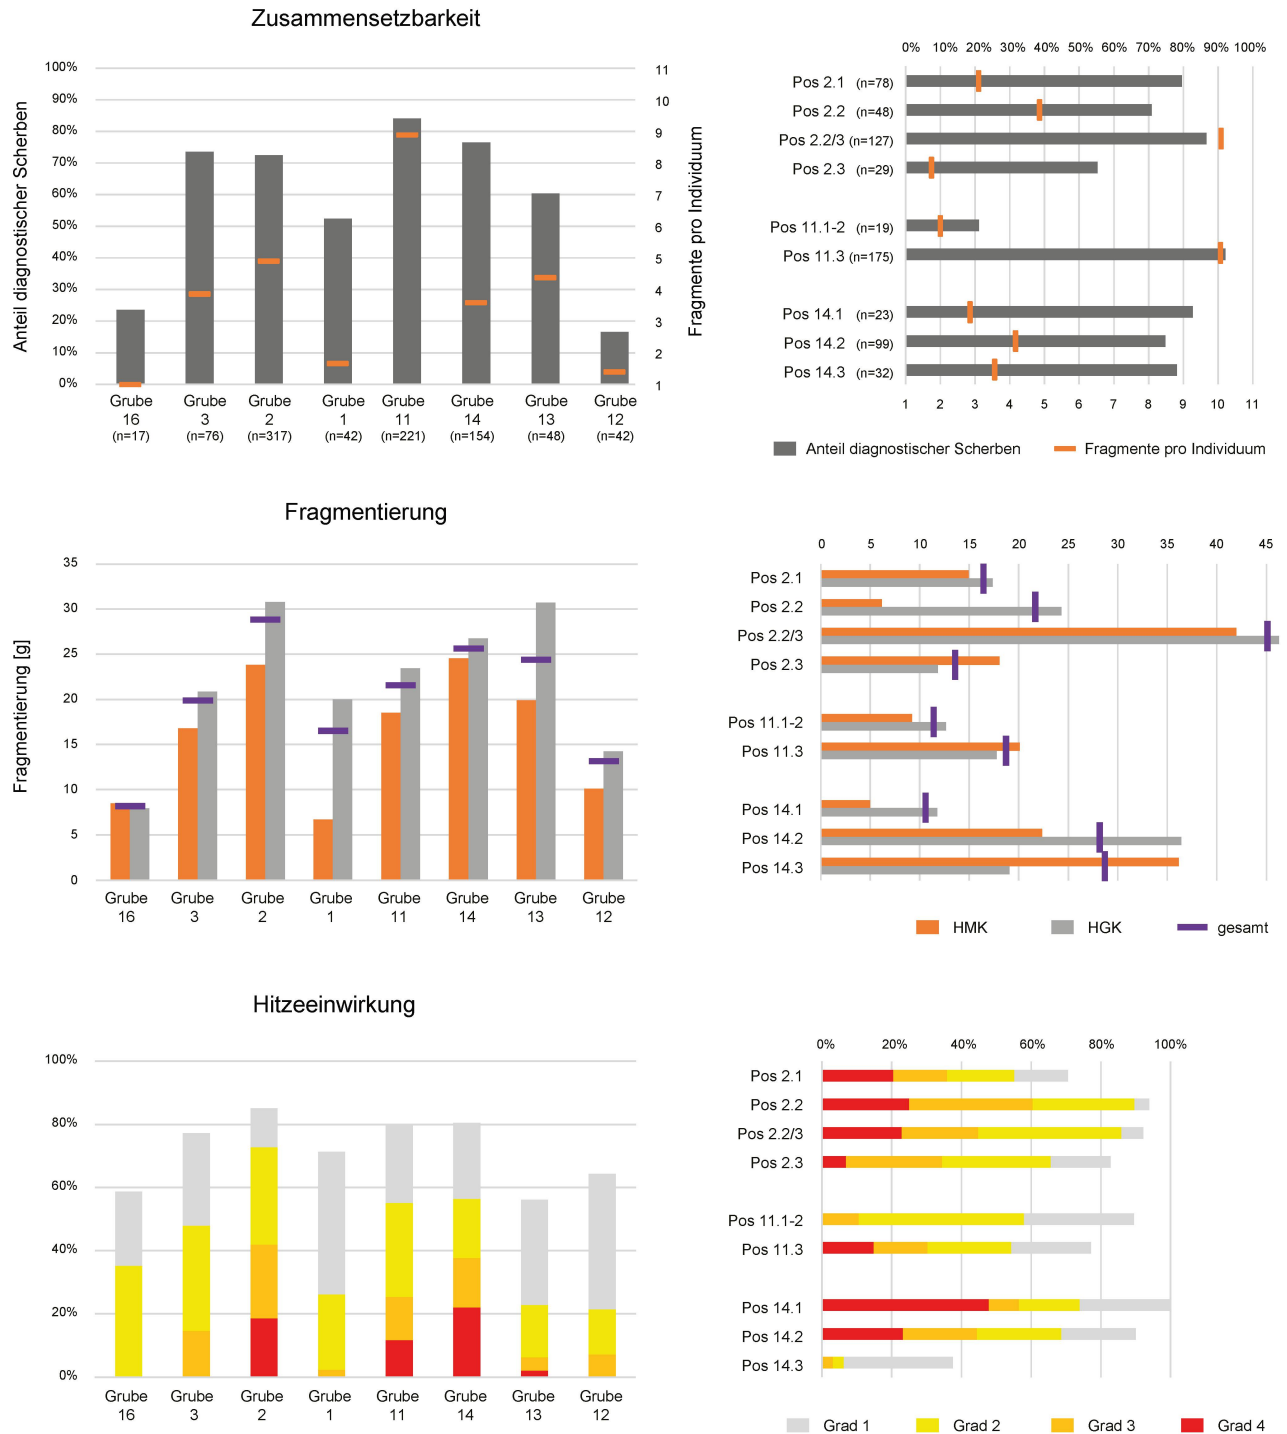 Zusammensetzbarkeit
Anteil diagnostischer Scherben
100%
90%
80%
70%
60%
50%
40%
30%
20%
10%
0%
11
10
9
8
7
6
5
4
3
2
1
Fragmente pro Individuum
Grube 16 (n=17)
Grube 3 (n=76)
Grube 2 (n=317)
Grube 1 (n=42)
Grube 11 (n=221)
Grube 14 (n=154)
Grube 13 (n=48)
Grube 12 (n=42)
0% 10% 20% 30% 40% 50% 60% 70% 80% 90% 100%
Pos 2.1 (n=78)
Pos 2.2 (n=48)
Pos 2.2/3 (n=127)
Pos 2.3 (n=29)
Pos 11.1-2 (n=19)
Pos 11.3 (n=175)
Pos 14.1 (n=23)
Pos 14.2 (n=99)
Pos 14.3 (n=32)
1 2 3 4 5 6 7 8 9 10 11
Anteil diagnostischer Scherben Fragmente pro Individuum
Fragmentierung
Fragmentierung [g]
35
30
25
20
15
10
5
0
Grube 16
Grube 3
Grube 2
Grube 1
Grube 11
Grube 14
Grube 13
Grube 12
0 5 10 15 20 25 30 35 40 45
Pos 2.1
Pos 2.2
Pos 2.2/3
Pos 2.3
Pos 11.1-2
Pos 11.3
Pos 14.1
Pos 14.2
Pos 14.3
HMK HGK gesamt
Hitzeeinwirkung
100%
80%
60%
40%
20%
0%
Grube 16
Grube 3
Grube 2
Grube 1
Grube 11
Grube 14
Grube 13
Grube 12
0% 20% 40% 60% 80% 100%
Pos 2.1
Pos 2.2
Pos 2.2/3
Pos 2.3
Pos 11.1-2
Pos 11.3
Pos 14.1
Pos 14.2
Pos 14.3
Grad 1 Grad 2 Grad 3 Grad 4